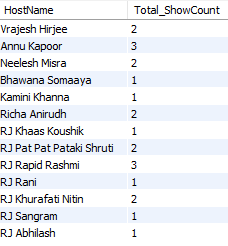 HostName Total_ShowCount
Vrajesh Hirjee 2
Annu Kapoor 3
Neelesh Misra 2
Bhawana Somaaya 1
Kamini Khanna 1
Richa Anirudh 2
RJ Khaas Koushik 1
RJ Pat Pat Pataki Shruti 2
RJ Rapid Rashmi 3
RJ Rani 1
RJ Khurafati Nitin 2
RJ Sangram 1
RJ Abhilash 1